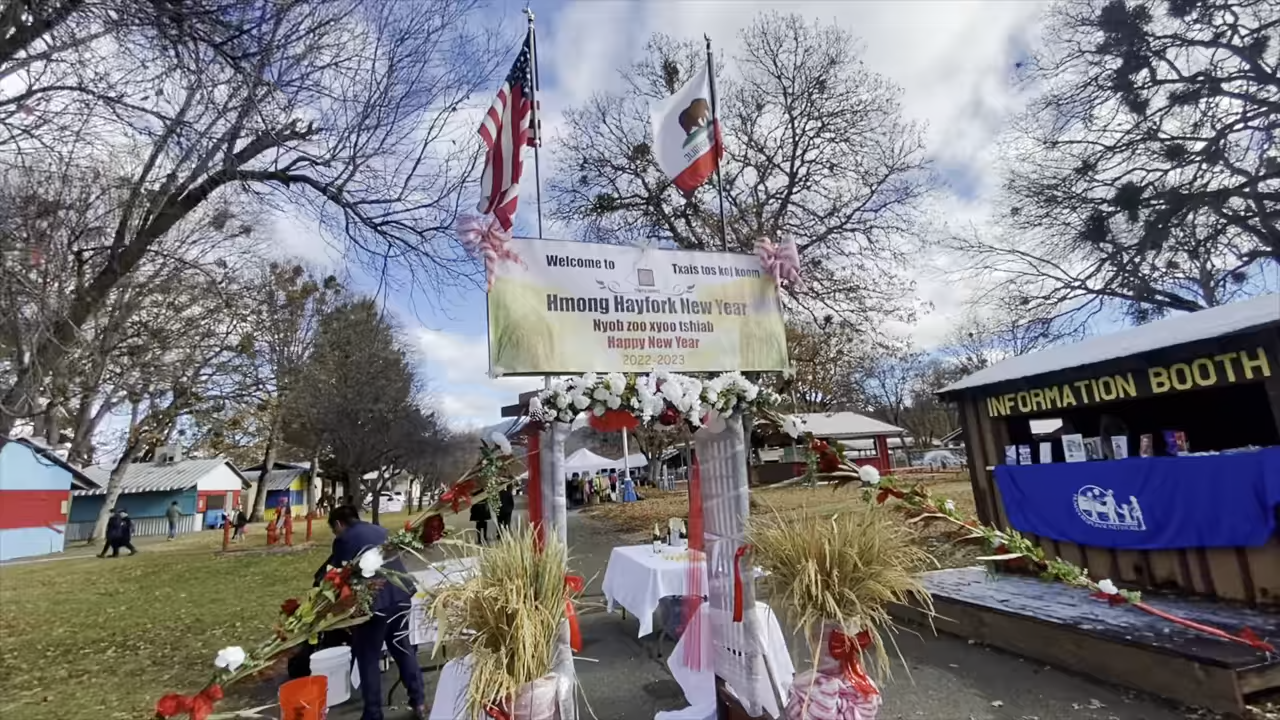 Welcome to
Txais tos koj koom
Hmong Hayfork New Year
Nyob zoo xyoo tshiab
Happy New Year
2022-2023
INFORMATION BOOTH